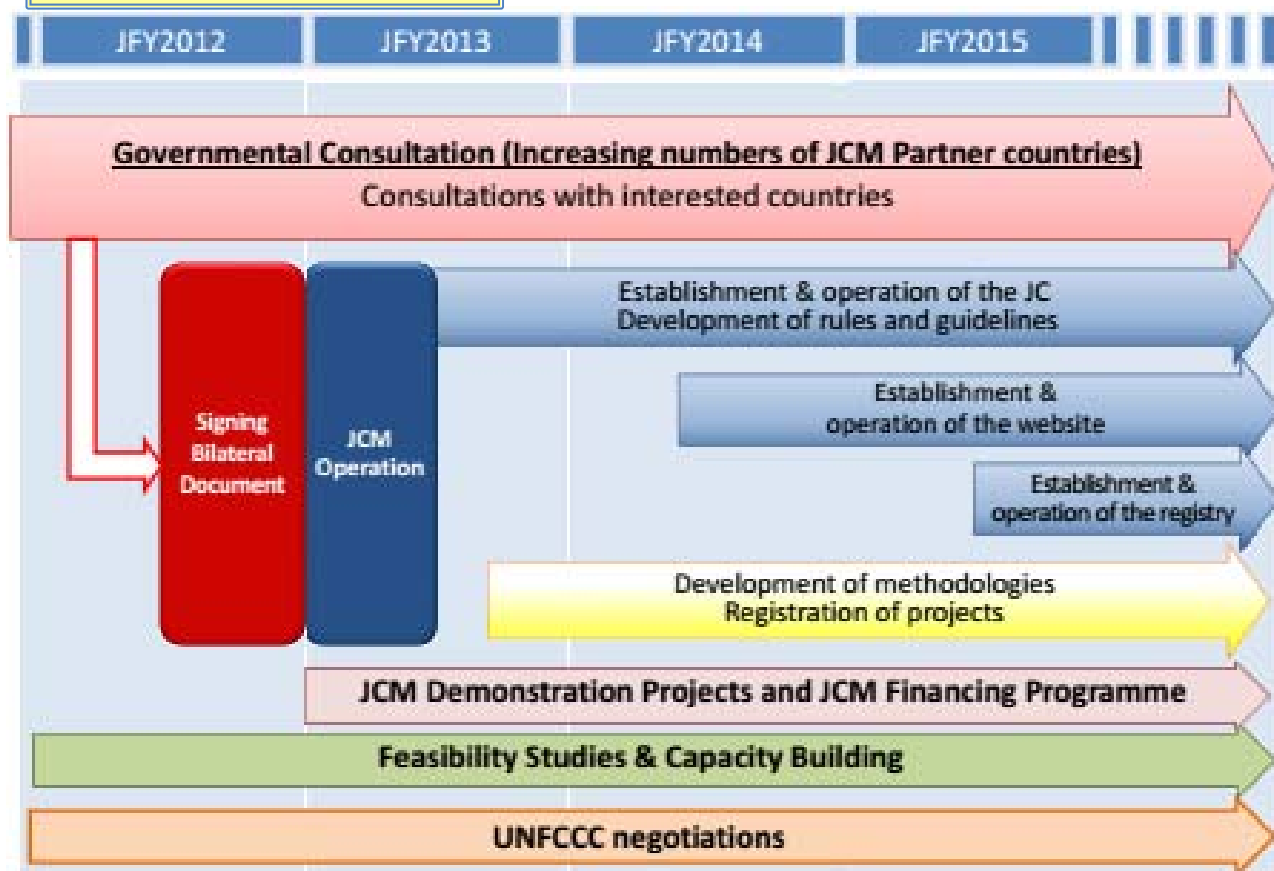 JFY2012
JFY2013
JFY2014
JFY2015
Governmental Consultation (Increasing numbers of JCM Partner countries)
Consultations with interested countries
Signing
Bilateral
Document
JCM
Operation
Establishment & operation of the JC
Development of rules and guidelines
Establishment &
operation of the website
Establishment &
operation of the registry
Development of methodologies
Registration of projects
JCM Demonstration Projects and JCM Financing Programme
Feasibility Studies & Capacity Building
UNFCCC negotiations